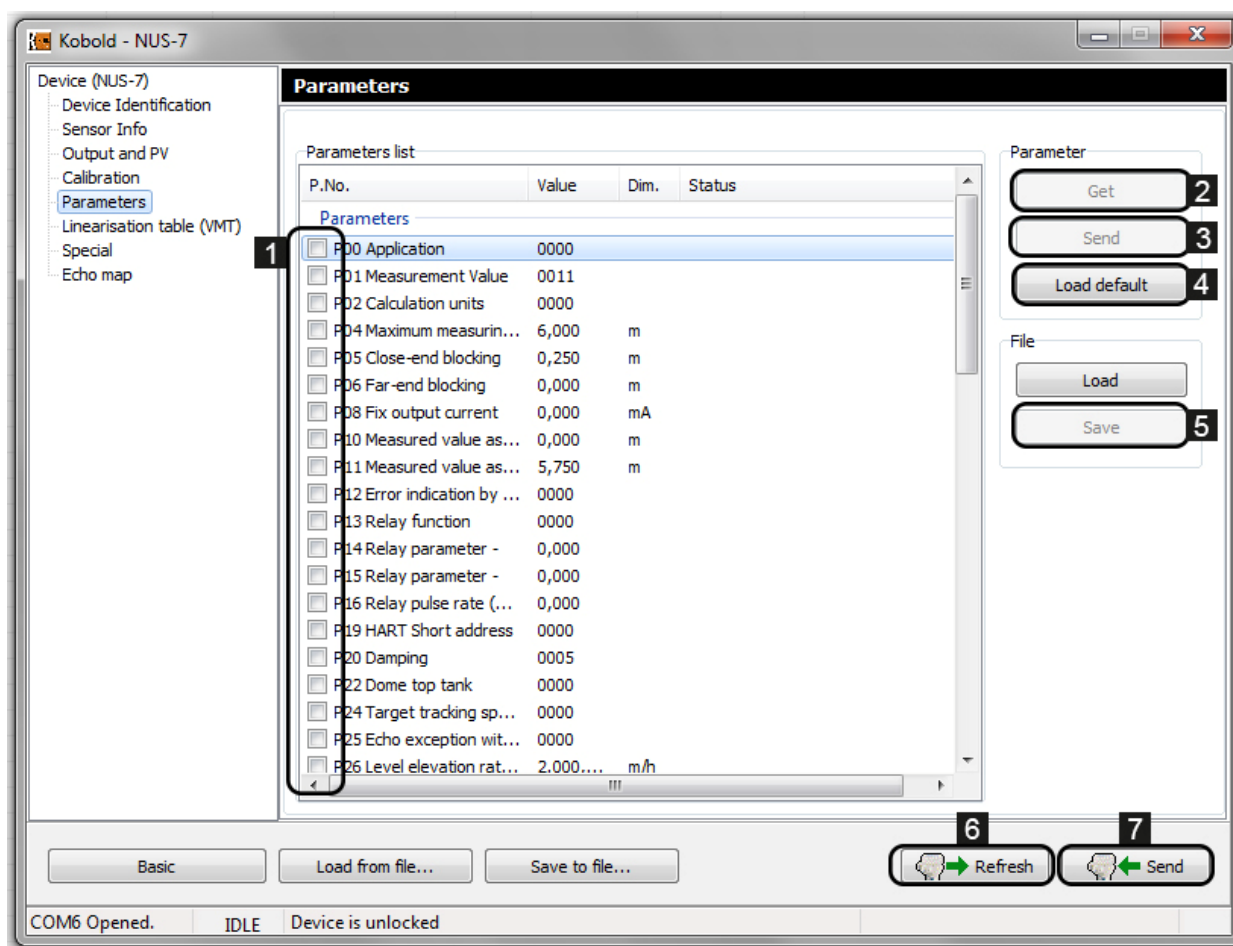 Kobold - NUS-7
Device (NUS-7)
Device Identification
Sensor Info
Output and PV
Calibration
Parameters
Linearisation table (VMT)
Special
Echo map
Parameters
Parameters list
P.No. Value Dim. Status
Parameters
1
P00 Application 0000
P01 Measurement Value 0011
P02 Calculation units 0000
P04 Maximum measurin... 6,000 m
P05 Close-end blocking 0,250 m
P06 Far-end blocking 0,000 m
P08 Fix output current 0,000 mA
P10 Measured value as... 0,000 m
P11 Measured value as... 5,750 m
P12 Error indication by ... 0000
P13 Relay function 0000
P14 Relay parameter - 0,000
P15 Relay parameter - 0,000
P16 Relay pulse rate (... 0,000
P19 HART Short address 0000
P20 Damping 0005
P22 Dome top tank 0000
P24 Target tracking sp... 0000
P25 Echo exception wit... 0000
P26 Level elevation rat... 2.000.... m/h
Parameter
Get 2
Send 3
Load default 4
File
Load
Save 5
6 7
Basic Load from file... Save to file... Refresh Send
COM6 Opened. IDLE Device is unlocked